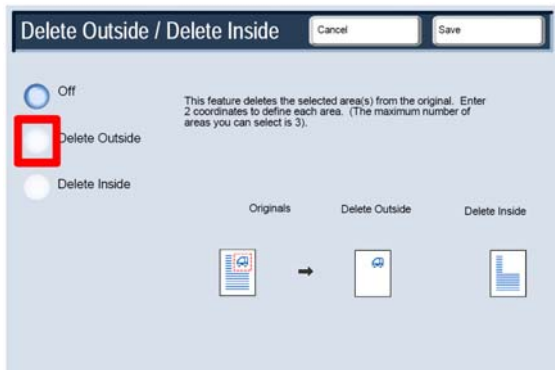 Delete Outside / Delete Inside
Cancel
Save
Off
This feature deletes the selected area(s) from the original. Enter
2 coordinates to define each area. (The maximum number of
areas you can select is 3).
Delete Outside
Delete Inside
Originals
Delete Outside
Delete Inside